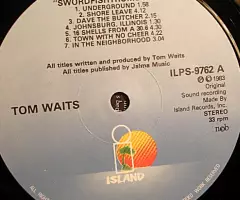 "SWORDFISHTROM
1. UNDERGROUND 1.58
2. SHORE LEAVE 4.12
3. DAVE THE BUTCHER 2.20
4. JOHNSBURG, ILLINOIS 1.30
5. 16 SHELLS FROM A 30.6 4.30
6. TOWN WITH NO CHEER 4.22
7. IN THE NEIGHBORHOOD 3.04
All titles written and produced by Tom Waits
All titles published by Jalma Music
ILPS-9762 A
℗ 1983
Original
Sound recording
made by
Island Records, Inc.
STEREO
33 rpm
TOM WAITS
ncb
ISLAND